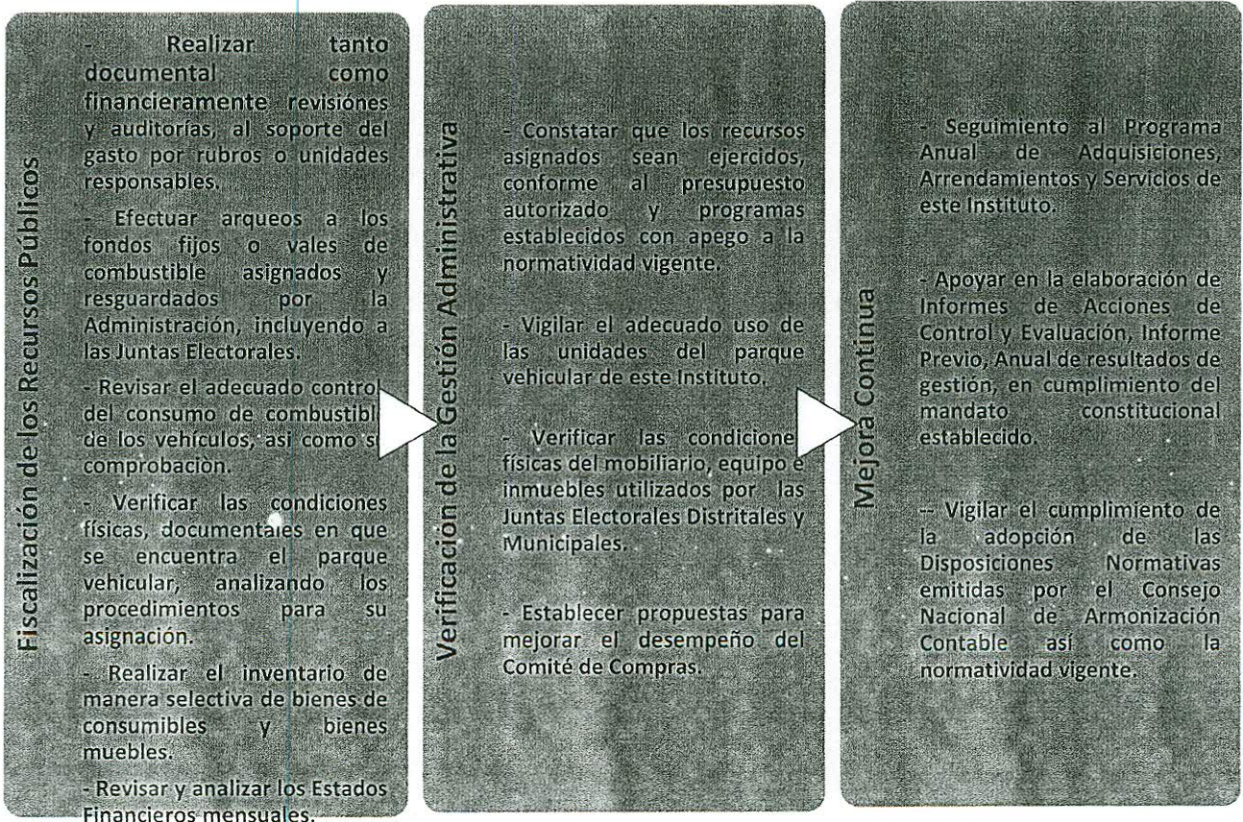 Fiscalización de los Recursos Públicos
- Realizar tanto
documental como
financieramente revisiónes
y auditorías, al soporte del
gasto por rubros o unidades
responsables.
- Efectuar arqueos a los
fondos fijos o vales de
combustible asignados y
resguardados por la
Administración, incluyendo a
las Juntas Electorales.
- Revisar el adecuado control
del consumo de combustibl
de los vehículos, así como s
comprobación.
- Verificar las condiciones
físicas, documentales en que
se encuentra el parque
vehicular, analizando los
procedimientos para su
asignación.
- Realizar el inventario de
manera selectiva de bienes de
consumibles y bienes
muebles.
- Revisar y analizar los Estados
Financieros mensuales.
Verificación de la Gestión Administrativa
- Constatar que los recursos
asignados sean ejercidos,
conforme al presupuesto
autorizado y programas
establecidos con apego a la
normatividad vigente.
- Vigilar el adecuado uso de
las unidades del parque
vehicular de este Instituto.
- Verificar las condicione
físicas del mobiliario, equipo e
inmuebles utilizados por las
Juntas Electorales Distritales y
Municipales.
- Establecer propuestas para
mejorar el desempeño del
Comité de Compras.
Mejora Continua
- Seguimiento al Programa
Anual de Adquisiciones,
Arrendamientos y Servicios de
este Instituto.
- Apoyar en la elaboración de
Informes de Acciones de
Control y Evaluación, Informe
Previo, Anual de resultados de
gestión, en cumplimiento del
mandato constitucional
establecido.
-- Vigilar el cumplimiento de
la adopción de las
Disposiciones Normativas
emitidas por el Consejo
Nacional de Armonización
Contable así como la
normatividad vigente.